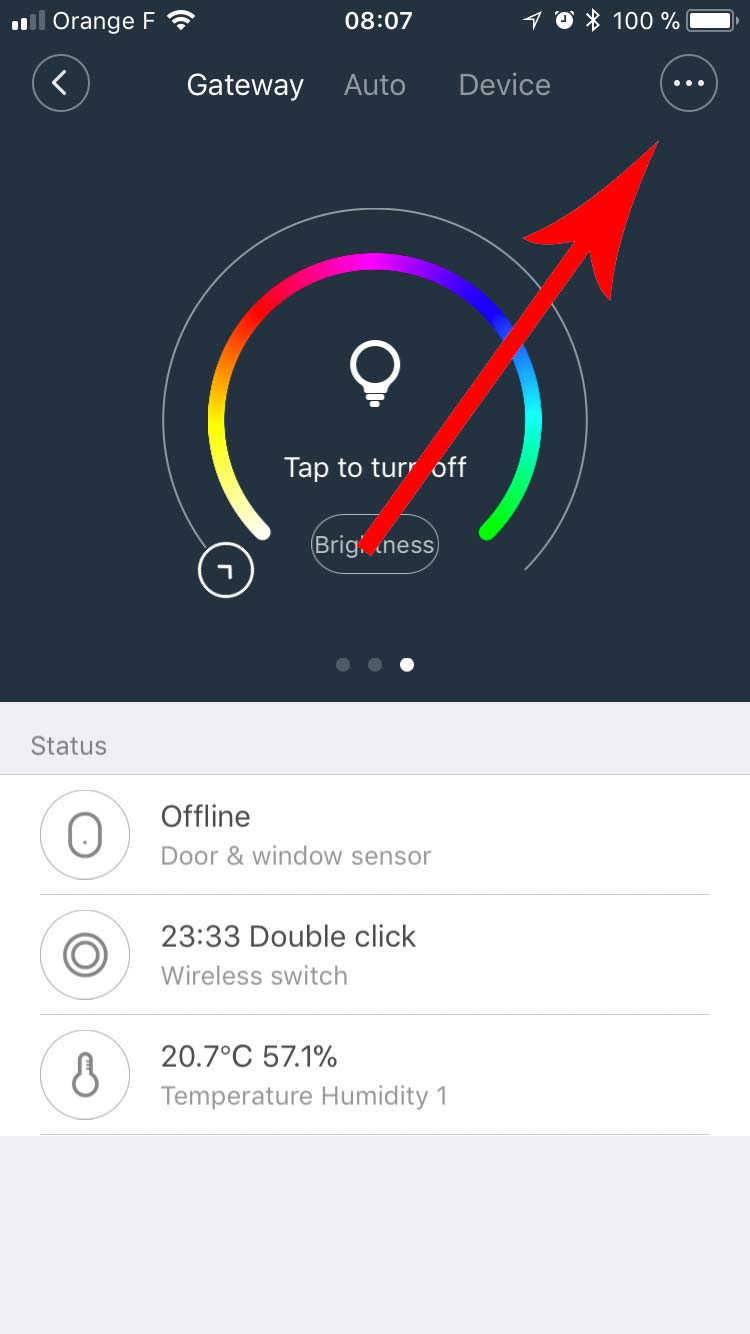 Orange F 08:07 100 %
Gateway Auto Device
Tap to turn off
Brightness
Status
Offline
Door & window sensor
23:33 Double click
Wireless switch
20.7°C 57.1%
Temperature Humidity 1